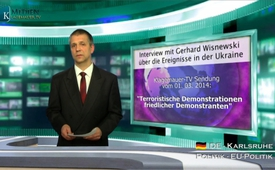 Interview mit Gerhard Wisnewski
über die Ereignisse in der Ukraine
Klagemauer-TV Sendung
vom 01. 03. 2014:
"Terroristische Demonstrationen
friedlicher Demonstranten"
DE - Karlsruhe
Politik - EU-Politik